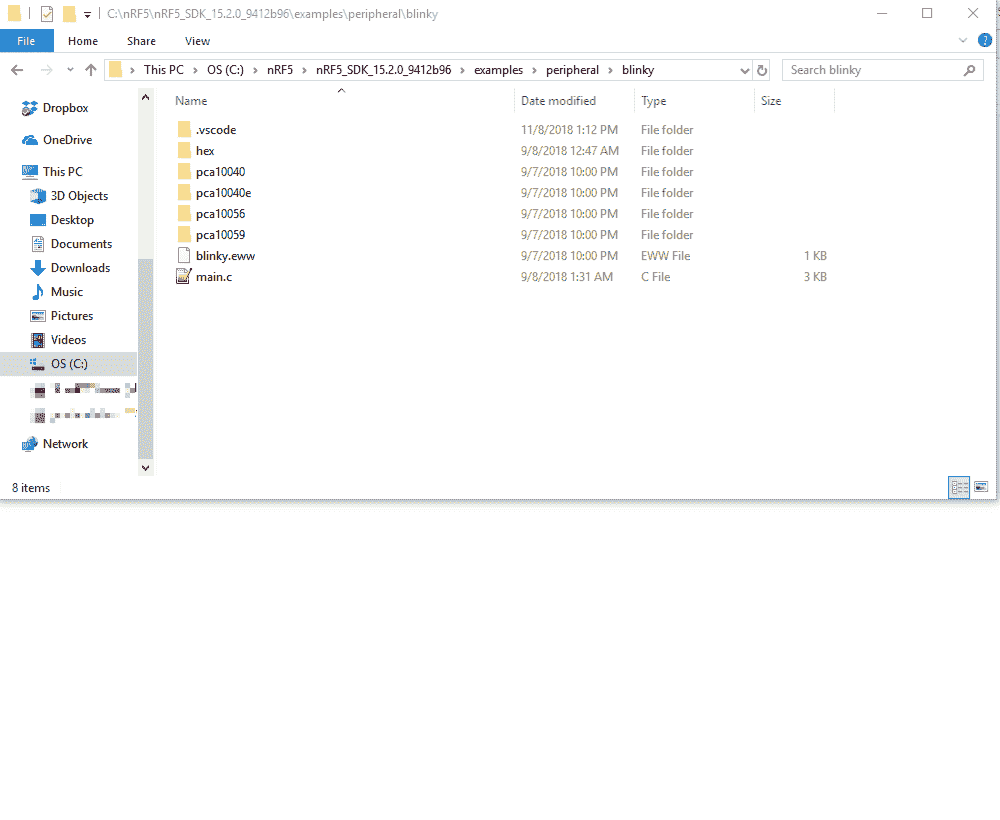 C:\nRF5\nRF5_SDK_15.2.0_9412b96\examples\peripheral\blinky
File Home Share View
This PC OS (C:) nRF5 nRF5_SDK_15.2.0_9412b96 examples peripheral blinky Search blinky
Name Date modified Type Size
Dropbox
OneDrive
This PC
3D Objects
Desktop
Documents
Downloads
Music
Pictures
Videos
OS (C:)
Network
.vscode 11/8/2018 1:12 PM File folder
hex 9/8/2018 12:47 AM File folder
pca10040 9/7/2018 10:00 PM File folder
pca10040e 9/7/2018 10:00 PM File folder
pca10056 9/7/2018 10:00 PM File folder
pca10059 9/7/2018 10:00 PM File folder
blinky.eww 9/7/2018 10:00 PM EWW File 1 KB
main.c 9/8/2018 1:31 AM C File 3 KB
8 items